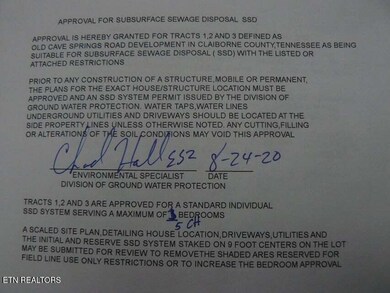 APPROVAL FOR SUBSURFACE SEWAGE DISPOSAL SSD
APPROVAL IS HEREBY GRANTED FOR TRACTS 1,2 AND 3 DEFINED AS
OLD CAVE SPRINGS ROAD DEVELOPMENT IN CLAIBORNE COUNTY,TENNESSEE AS BEING
SUITABLE FOR SUBSURFACE SEWAGE DISPOSAL ( SSD) WITH THE LISTED OR
ATTACHED RESTRICTIONS
PRIOR TO ANY CONSTRUCTION OF A STRUCTURE,MOBILE OR PERMANENT,
THE PLANS FOR THE EXACT HOUSE/STRUCTURE LOCATION MUST BE
APPROVED AND AN SSD SYSTEM PERMIT ISSUED BY THE DIVISION OF
GROUND WATER PROTECTION. WATER TAPS,WATER LINES
UNDERGROUND UTILITIES AND DRIVEWAYS SHOULD BE LOCATED AT THE
SIDE PROPERTY LINES UNLESS OTHERWISE NOTED. ANY CUTTING,FILLING
OR ALTERATIONS OF THE SOIL CONDITIONS MAY VOID THIS APPROVAL
Chad Hall ES2 8-24-20
ENVIRONMENTAL SPECIALIST DATE
DIVISION OF GROUND WATER PROTECTION
TRACTS 1,2 AND 3 ARE APPROVED FOR A STANDARD INDIVIDUAL
SSD SYSTEM SERVING A MAXIMUM OF BEDROOMS
5 CH
A SCALED SITE PLAN,DETAILING HOUSE LOCATION,DRIVEWAYS,UTILITIES AND
THE INITIAL AND RESERVE SSD SYSTEM STAKED ON 9 FOOT CENTERS ON THE LOT
MAY BE SUBMITTED FOR REVIEW TO REMOVETHE SHADED ARES RESERVED FOR
FIELD LINE USE ONLY RESTRICTIONS OR TO INCREASE THE BEDROOM APPROVAL
ETN REALTORS